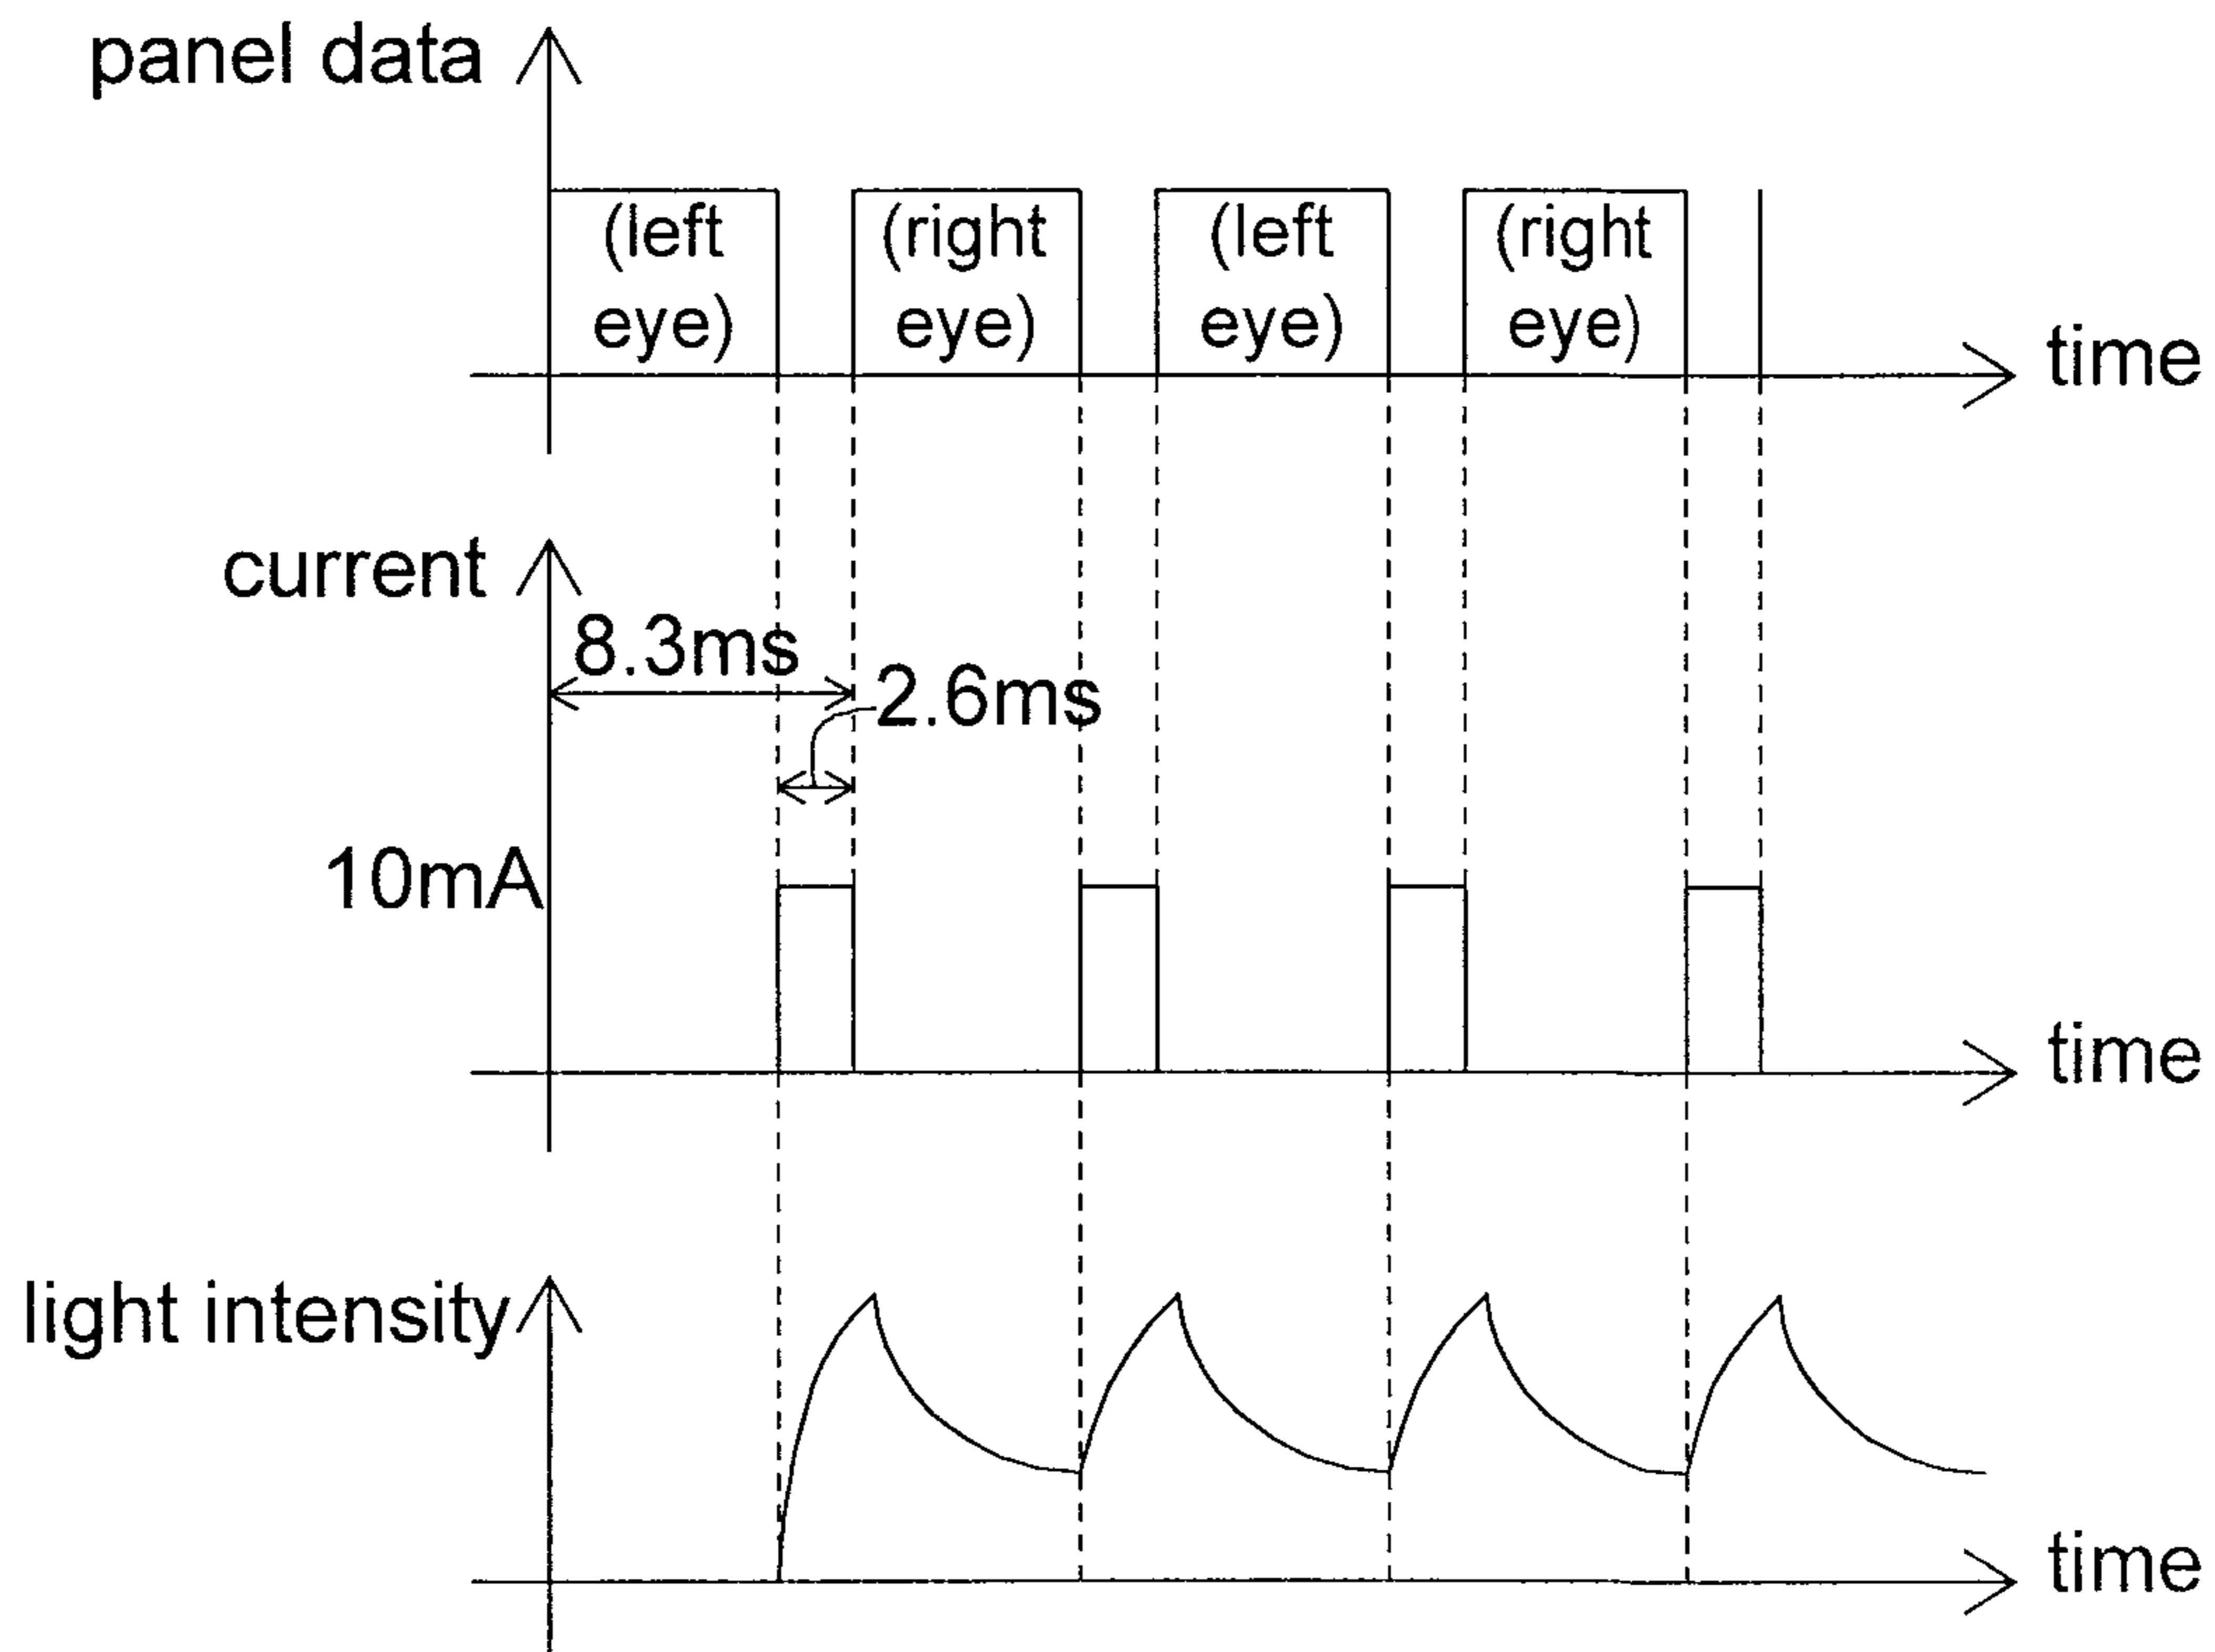 panel data
(left
eye)
(right
eye)
(left
eye)
(right
eye)
time
current
8.3ms
2.6ms
10mA
time
light intensity
time